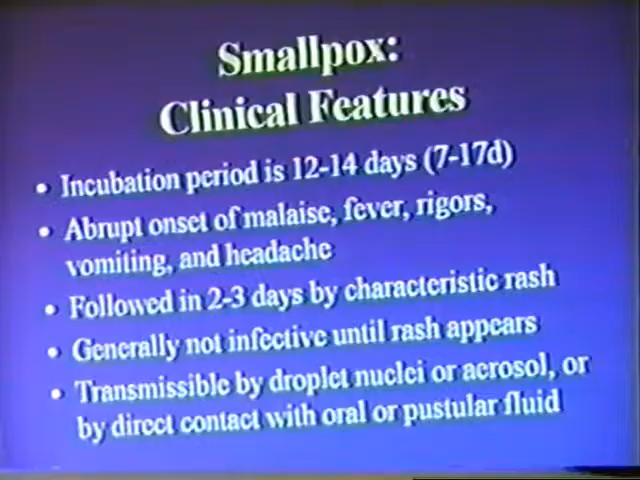 Smallpox:
Clinical Features
• Incubation period is 12-14 days (7-17d)
• Abrupt onset of malaise, fever, rigors,
vomiting, and headache
• Followed in 2-3 days by characteristic rash
• Generally not infective until rash appears
• Transmissible by droplet nuclei or aerosol, or
by direct contact with oral or pustular fluid